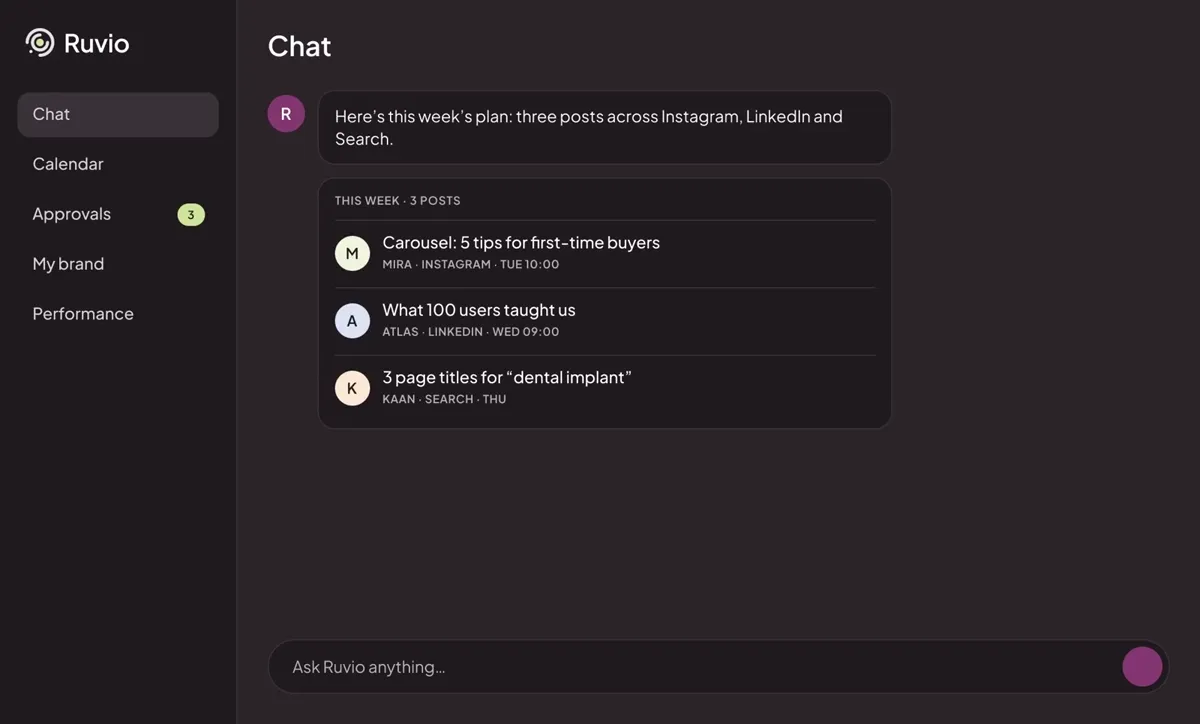 Ruvio
Chat
Calendar
Approvals
3
My brand
Performance
Chat
R
Here’s this week’s plan: three posts across Instagram, LinkedIn and
Search.
THIS WEEK · 3 POSTS
M
Carousel: 5 tips for first-time buyers
MIRA · INSTAGRAM · TUE 10:00
A
What 100 users taught us
ATLAS · LINKEDIN · WED 09:00
K
3 page titles for “dental implant”
KAAN · SEARCH · THU
Ask Ruvio anything…